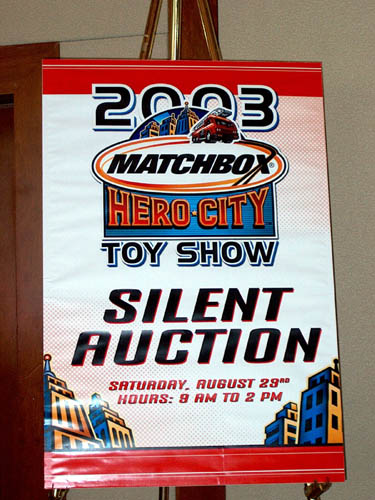 2003
MATCHBOX®
HERO-CITY
TOY SHOW
SILENT
AUCTION
SATURDAY, AUGUST 23RD
HOURS: 9 AM TO 2 PM